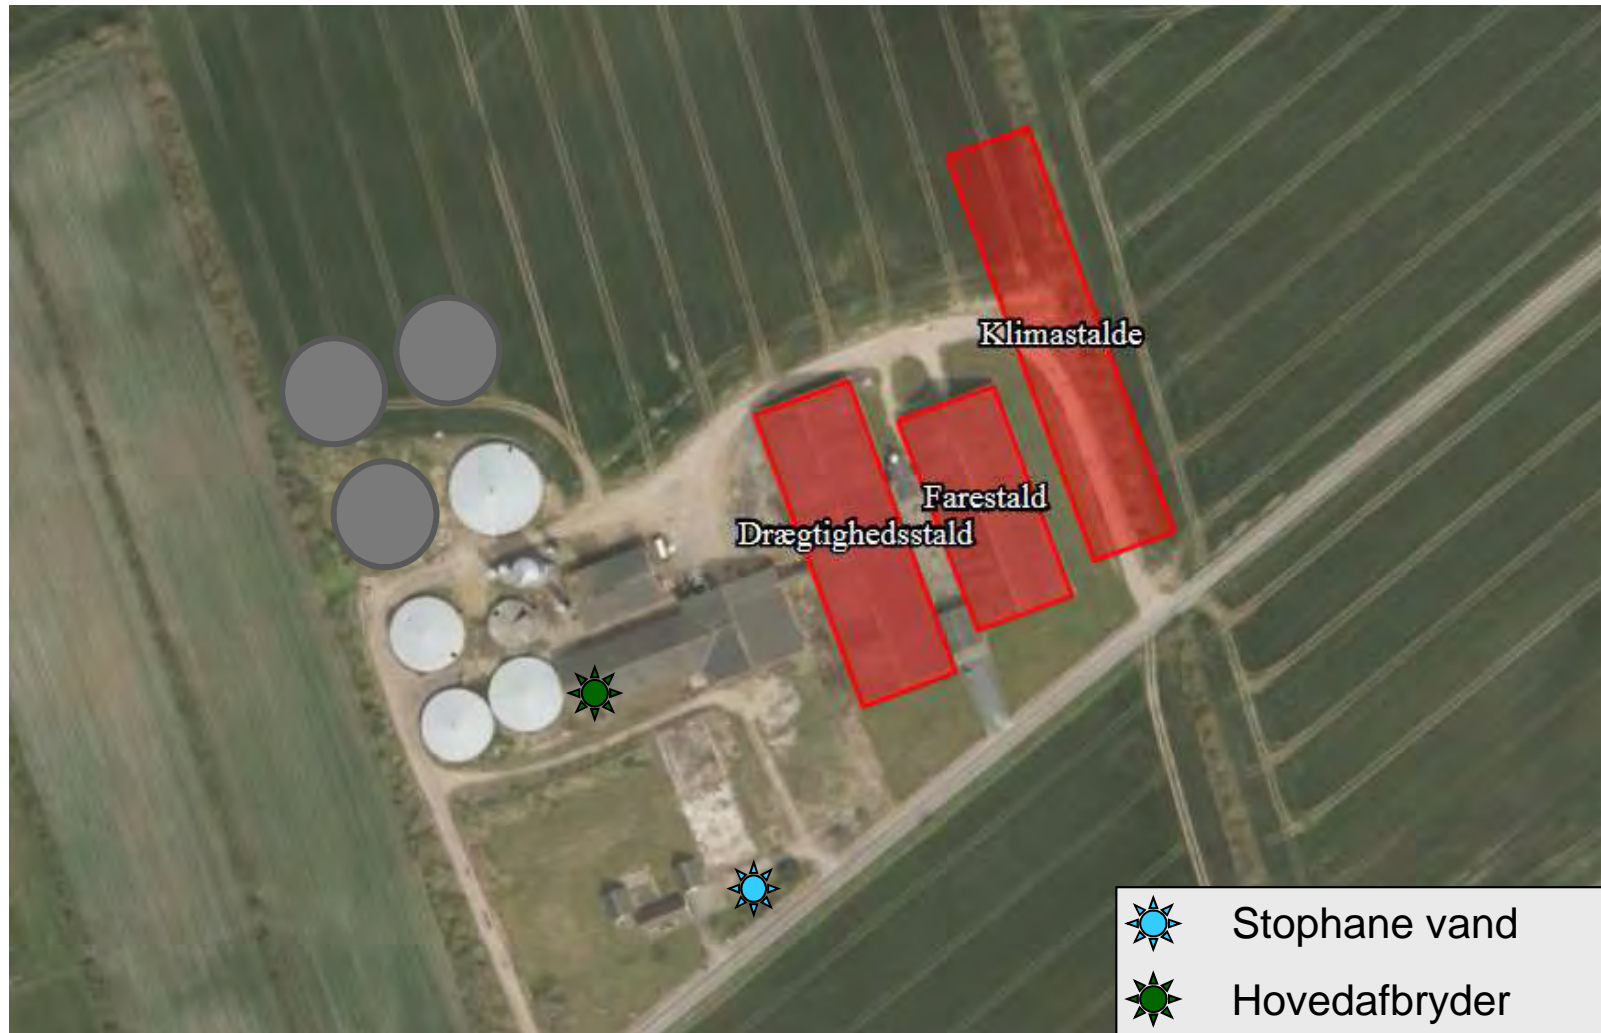 Klimastalde
Farestald
Drægtighedsstald
Stophane vand
Hovedafbryder